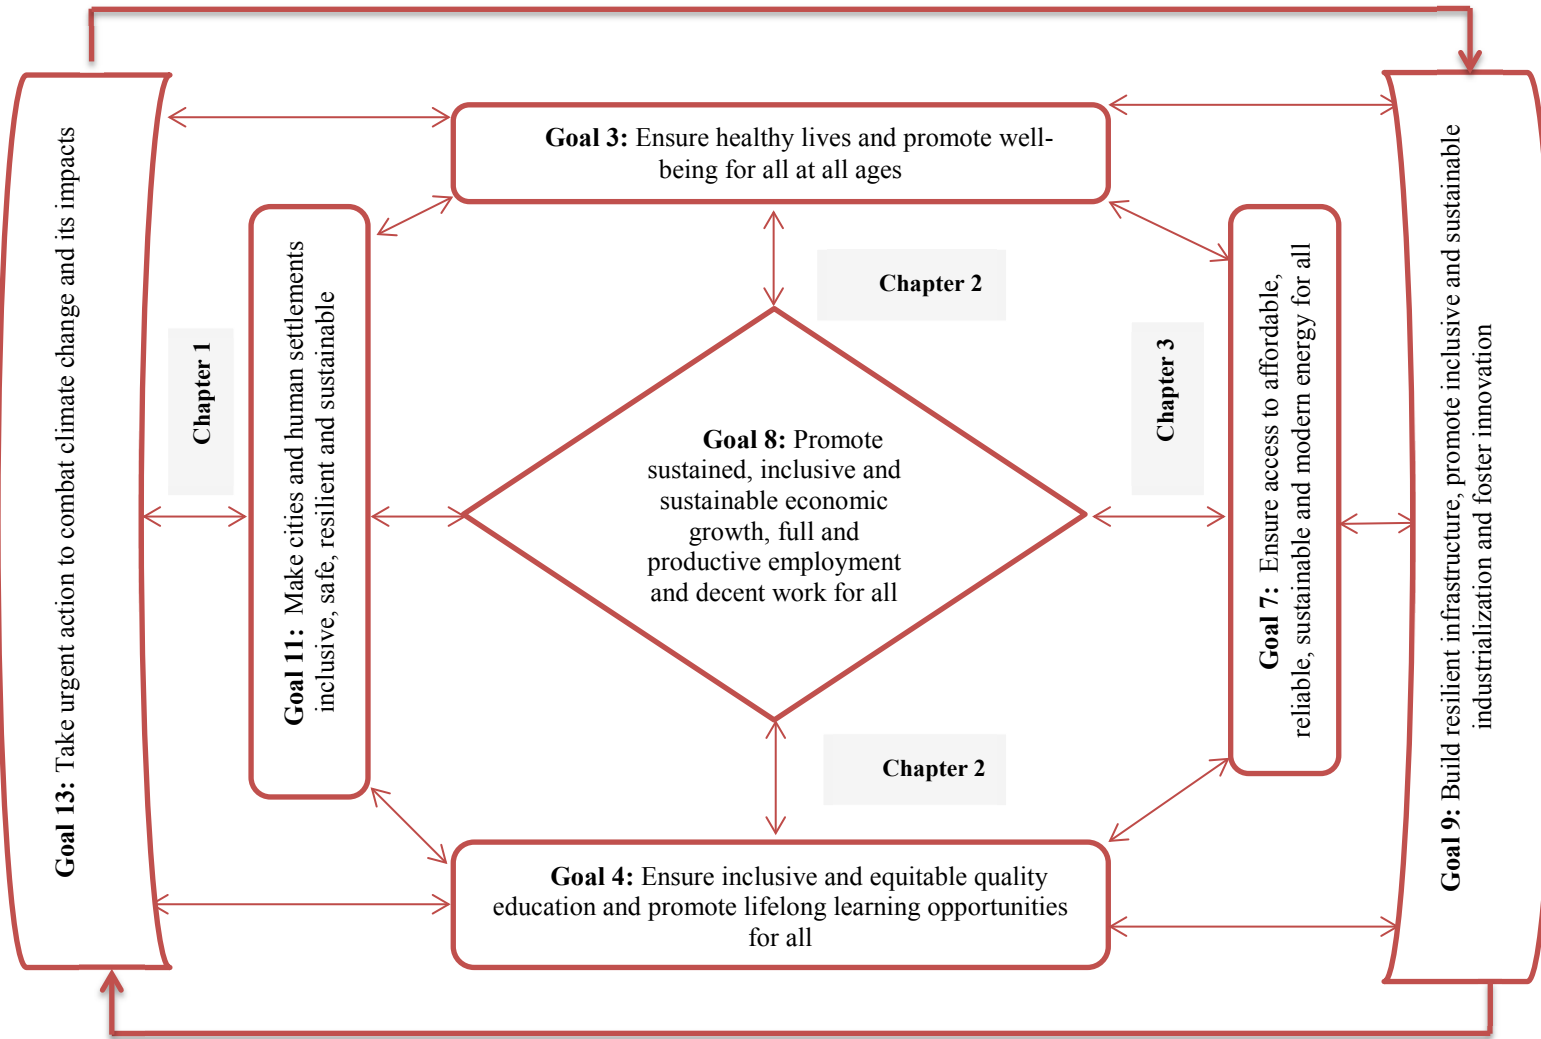 Goal 13: Take urgent action to combat climate change and its impacts
Chapter 1
Goal 11: Make cities and human settlements
inclusive, safe, resilient and sustainable
Goal 3: Ensure healthy lives and promote well-
being for all at all ages
Chapter 2
Goal 8: Promote
sustained, inclusive and
sustainable economic
growth, full and
productive employment
and decent work for all
Chapter 2
Goal 4: Ensure inclusive and equitable quality
education and promote lifelong learning opportunities
for all
Chapter 3
Goal 7: Ensure access to affordable,
reliable, sustainable and modern energy for all
Goal 9: Build resilient infrastructure, promote inclusive and sustainable
industrialization and foster innovation